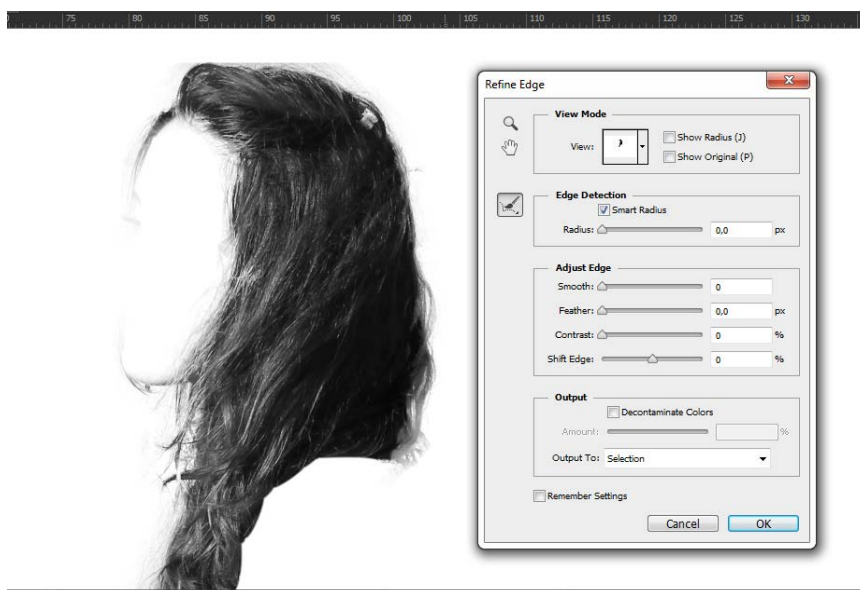 75 80 85 90 95 100 105 110 115 120 125 130
Refine Edge
View Mode
View:
Show Radius (J)
Show Original (P)
Edge Detection
Smart Radius
Radius: 0,0 px
Adjust Edge
Smooth: 0
Feather: 0,0 px
Contrast: 0 %
Shift Edge: 0 %
Output
Decontaminate Colors
Amount: %
Output To: Selection
Remember Settings
Cancel OK